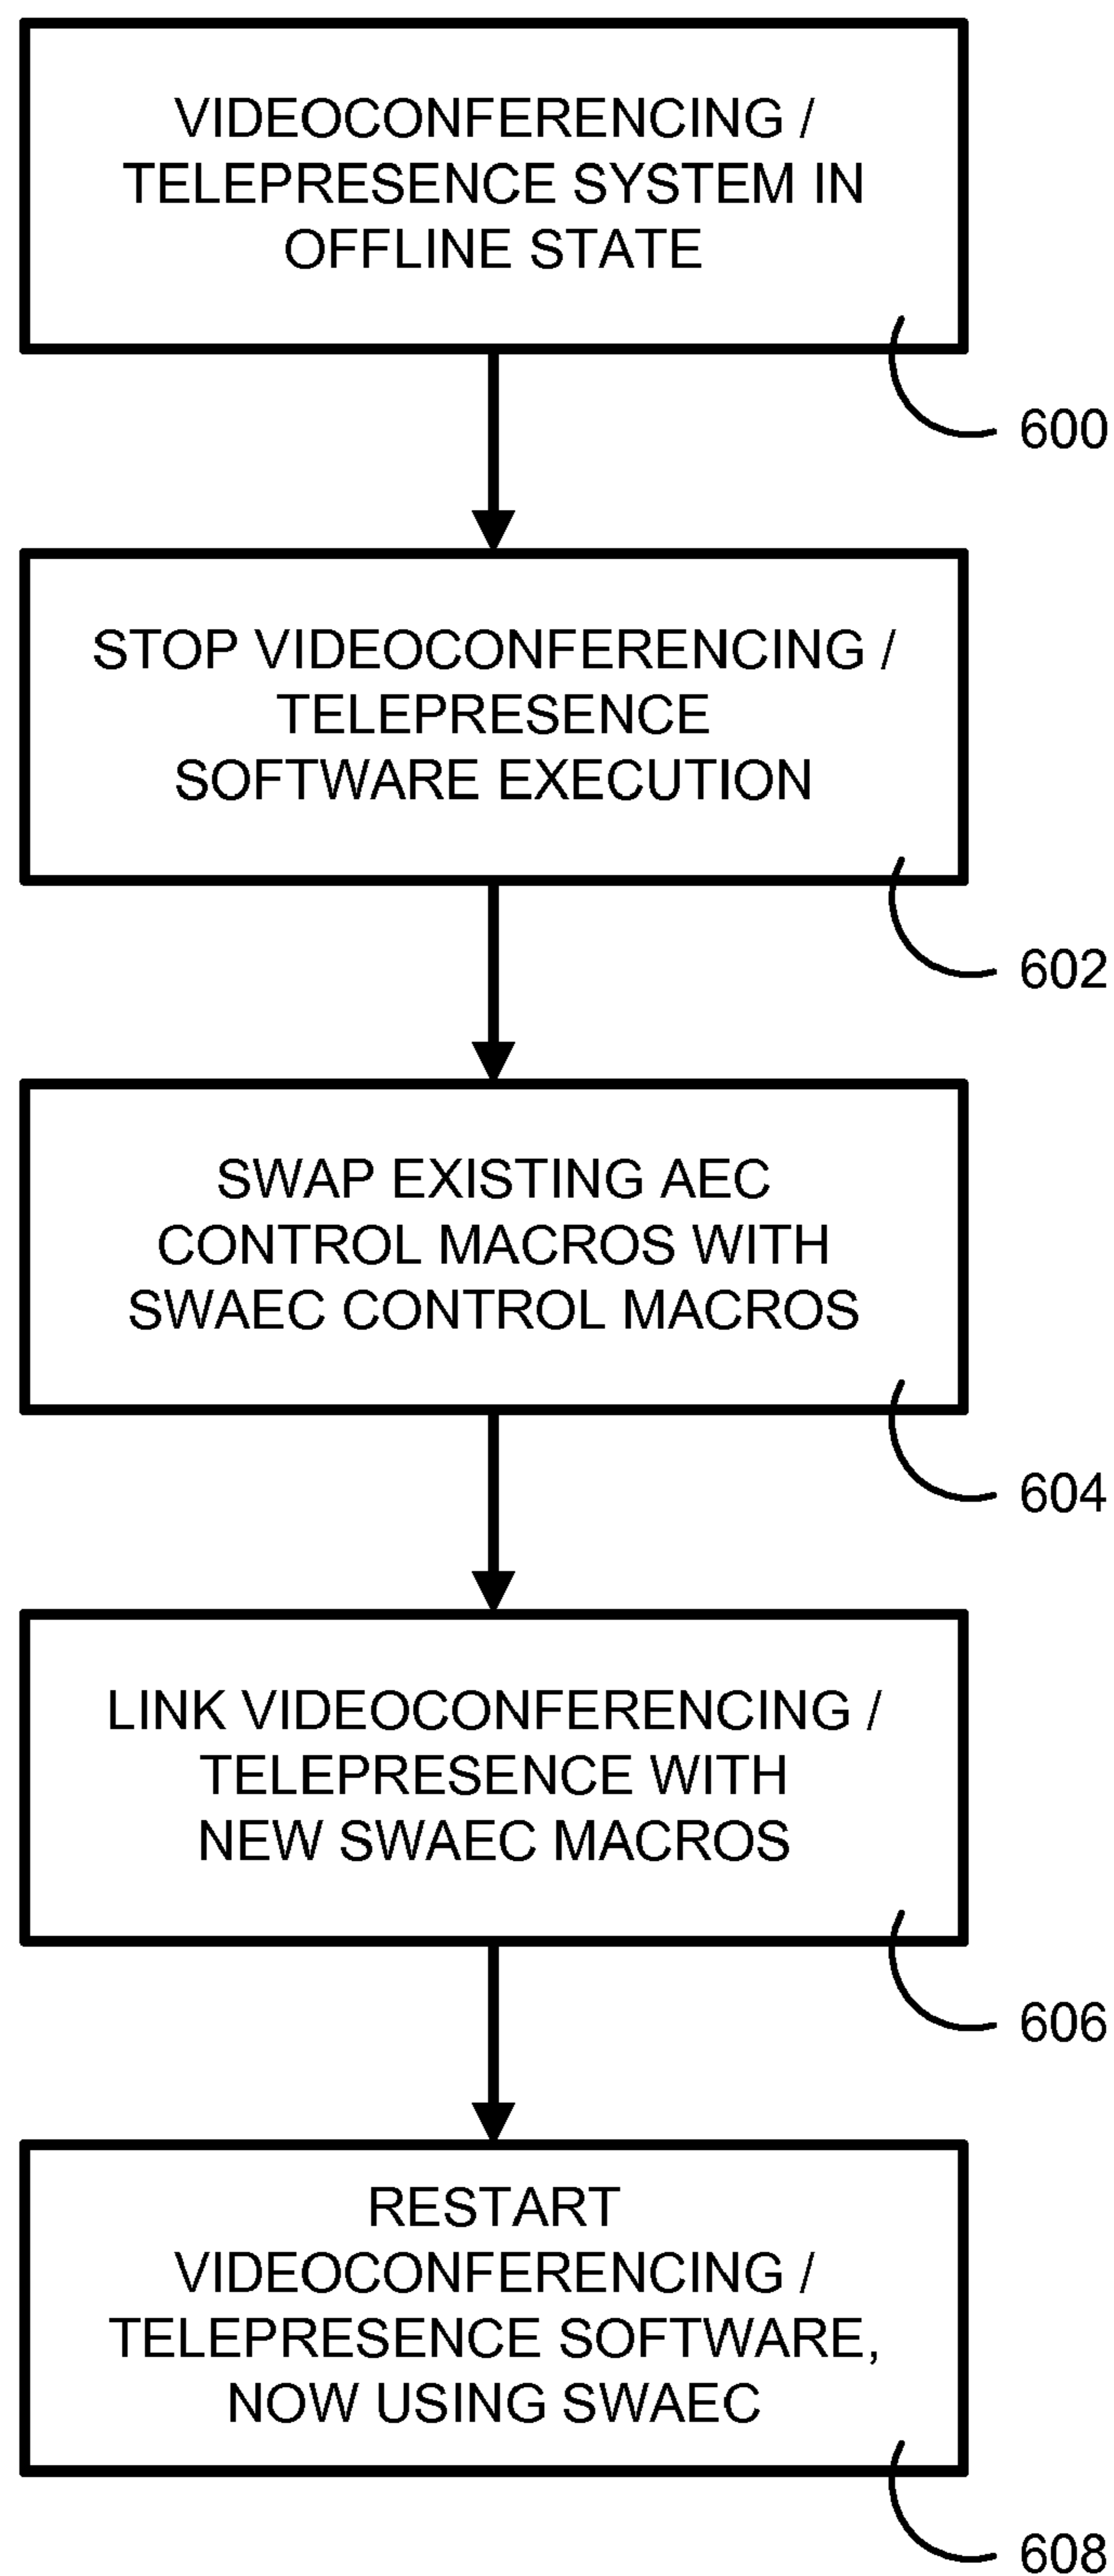 VIDEOCONFERENCING /
TELEPRESENCE SYSTEM IN
OFFLINE STATE
600
STOP VIDEOCONFERENCING /
TELEPRESENCE
SOFTWARE EXECUTION
602
SWAP EXISTING AEC
CONTROL MACROS WITH
SWAEC CONTROL MACROS
604
LINK VIDEOCONFERENCING /
TELEPRESENCE WITH
NEW SWAEC MACROS
606
RESTART
VIDEOCONFERENCING /
TELEPRESENCE SOFTWARE,
NOW USING SWAEC
608